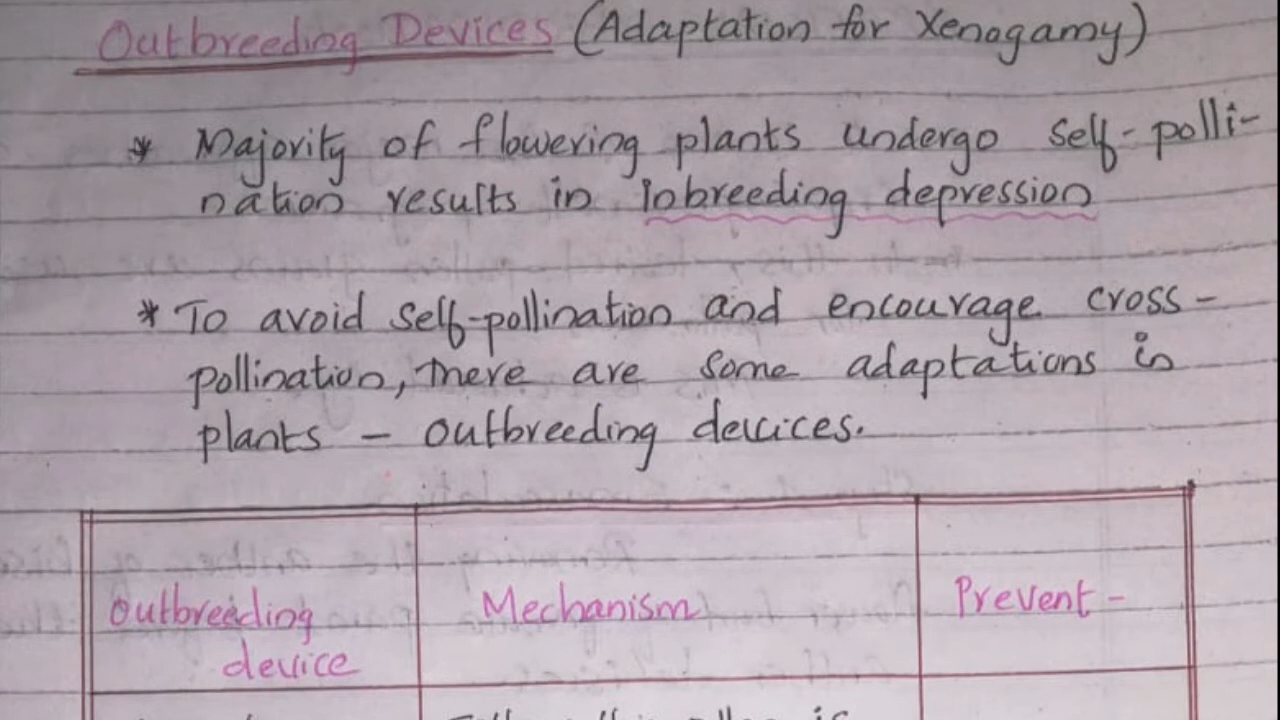 Outbreeding Devices (Adaptation for Xenogamy)
* Majority of flowering plants undergo self-polli-
nation results in Inbreeding depression
* To avoid self-pollination and encourage cross-
pollination, there are some adaptations in
plants - outbreeding devices.
Outbreeding device
Mechanism
Prevent -